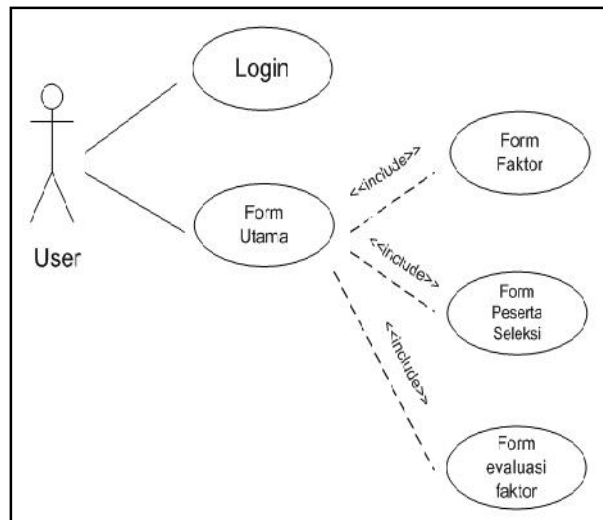 Login
User
Form
Utama
<<include>>
Form
Faktor
<<include>>
Form
Peserta
Seleksi
<<include>>
Form
evaluasi
faktor